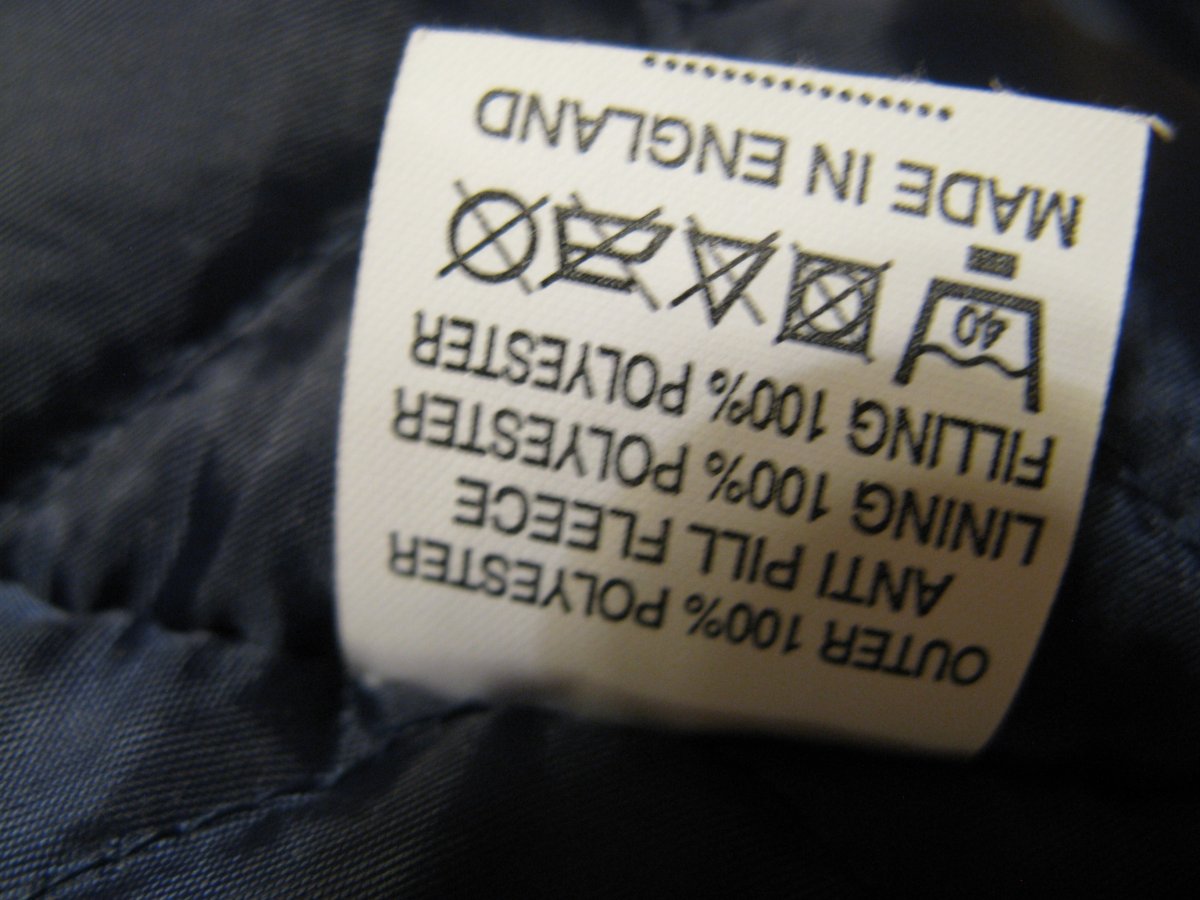 OUTER 100% POLYESTER
ANTI PILL FLEECE
LINING 100% POLYESTER
FILLING 100% POLYESTER
40
MADE IN ENGLAND